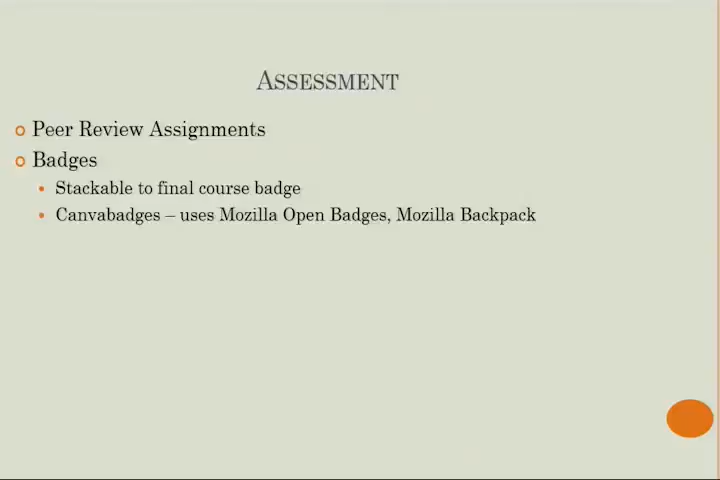 ASSESSMENT
Peer Review Assignments
Badges
Stackable to final course badge
Canvabadges – uses Mozilla Open Badges, Mozilla Backpack